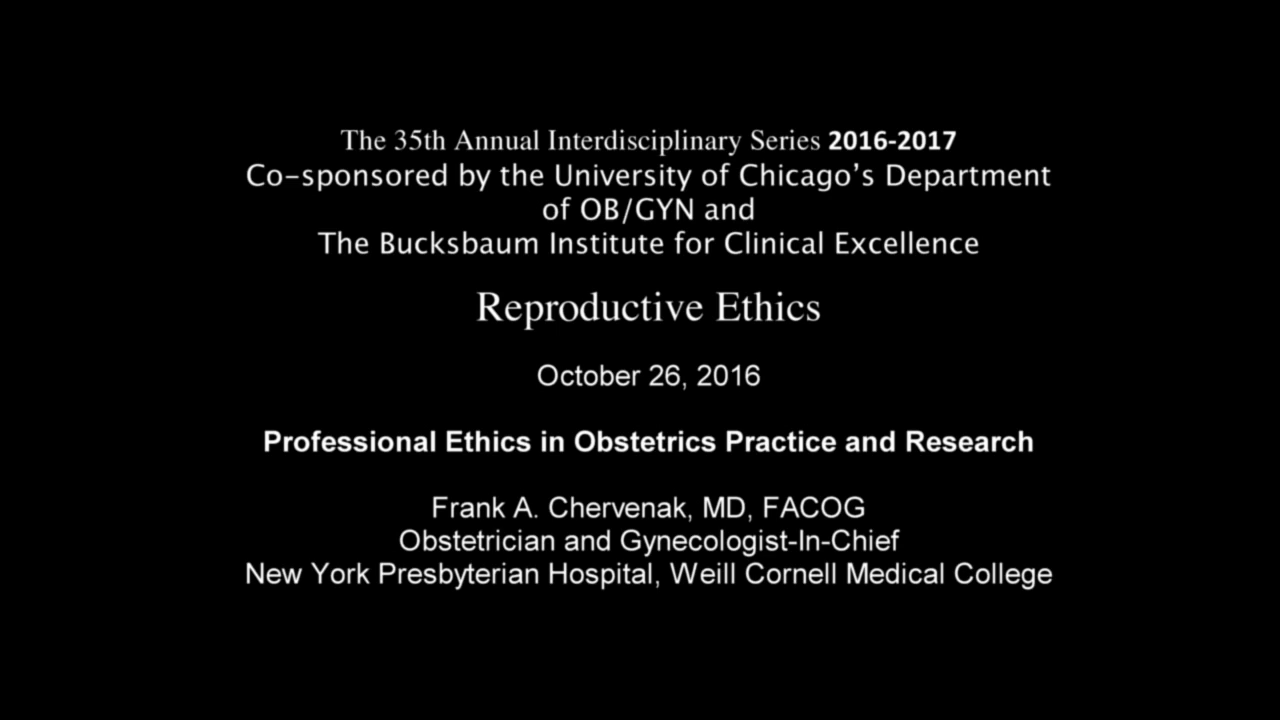 The 35th Annual Interdisciplinary Series 2016-2017
Co-sponsored by the University of Chicago’s Department
of OB/GYN and
The Bucksbaum Institute for Clinical Excellence
Reproductive Ethics
October 26, 2016
Professional Ethics in Obstetrics Practice and Research
Frank A. Chervenak, MD, FACOG
Obstetrician and Gynecologist-In-Chief
New York Presbyterian Hospital, Weill Cornell Medical College